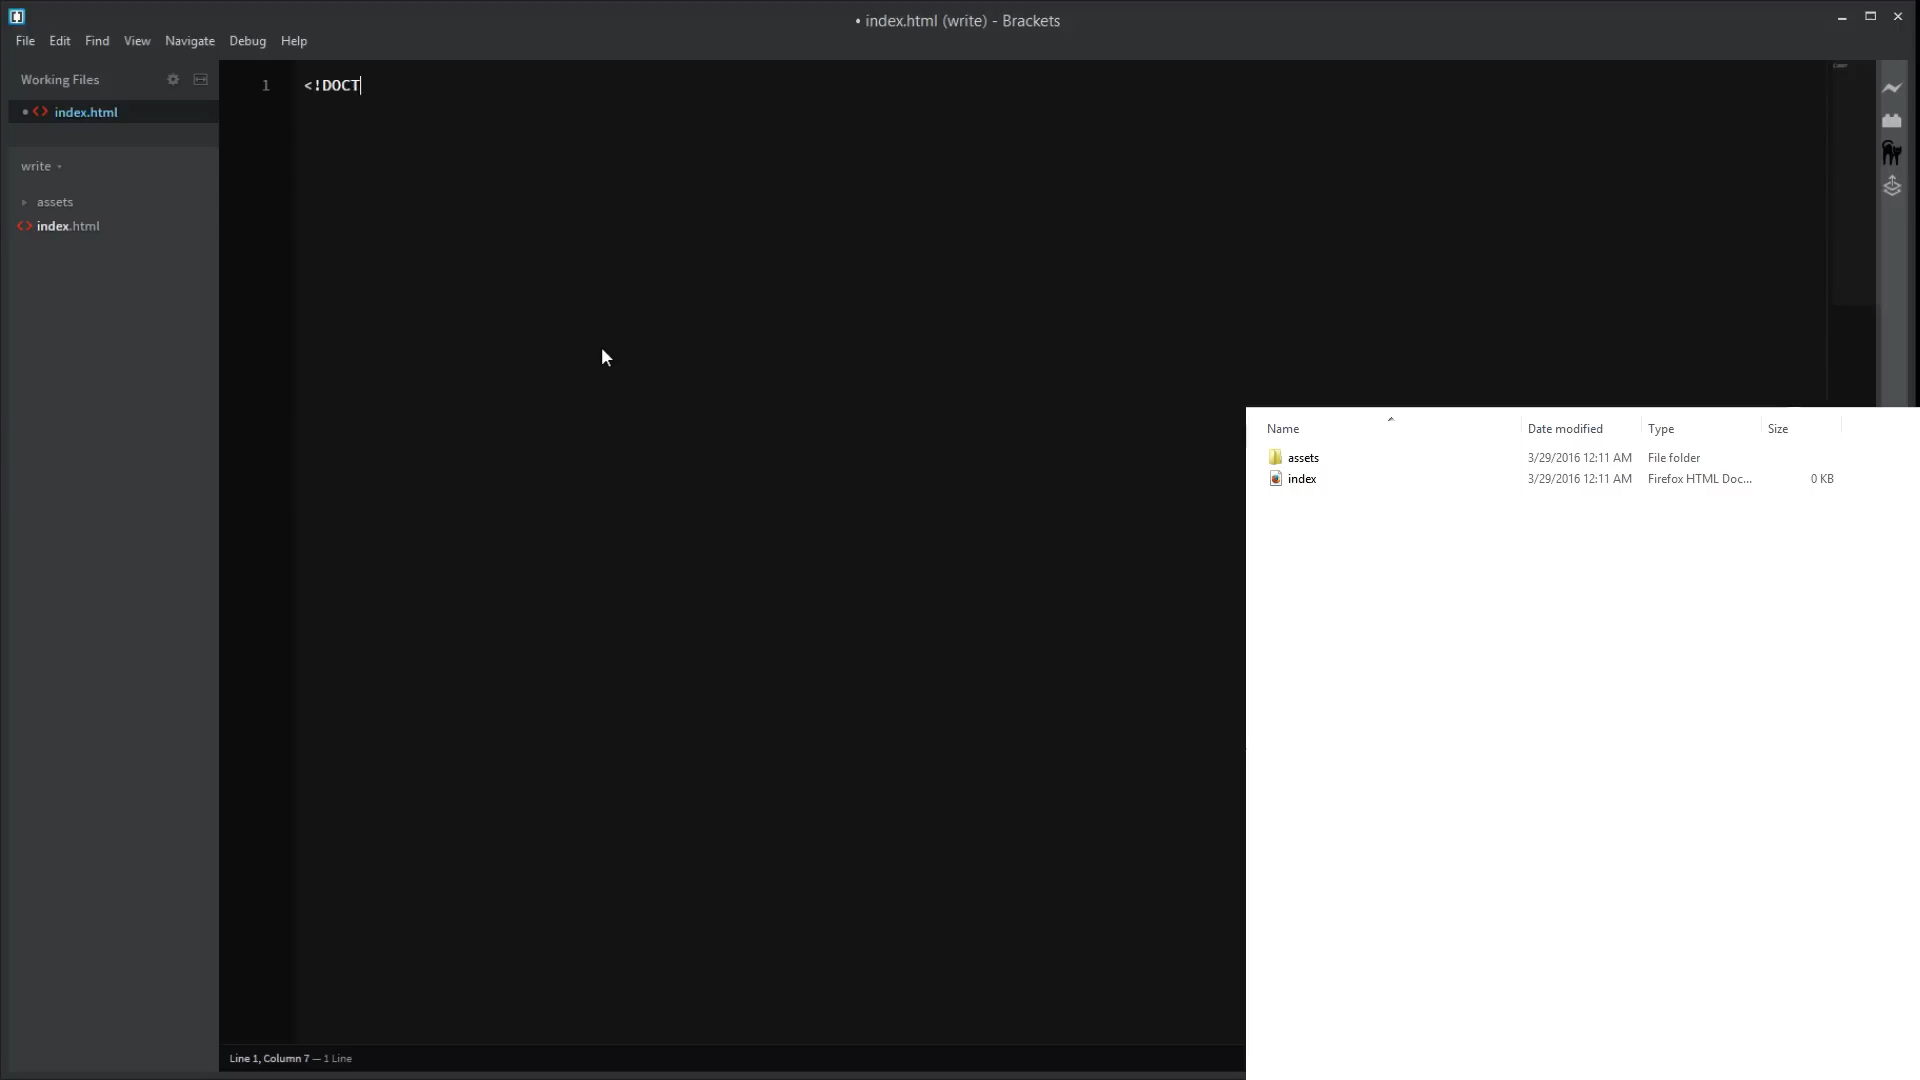 • index.html (write) - Brackets
File Edit Find View Navigate Debug Help
Working Files
• <> index.html
write
assets
<> index.html
1 <!DOCT
Name Date modified Type Size
assets 3/29/2016 12:11 AM File folder
index 3/29/2016 12:11 AM Firefox HTML Doc... 0 KB
Line 1, Column 7 — 1 Line